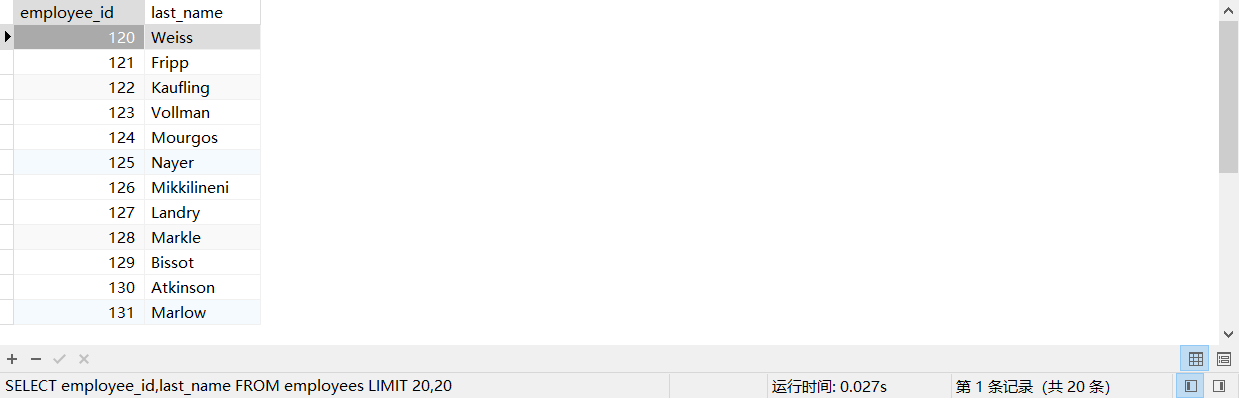 employee_id last_name
120 Weiss
121 Fripp
122 Kaufling
123 Vollman
124 Mourgos
125 Nayer
126 Mikkilineni
127 Landry
128 Markle
129 Bissot
130 Atkinson
131 Marlow
SELECT employee_id,last_name FROM employees LIMIT 20,20 运行时间: 0.027s 第 1 条记录（共 20 条）